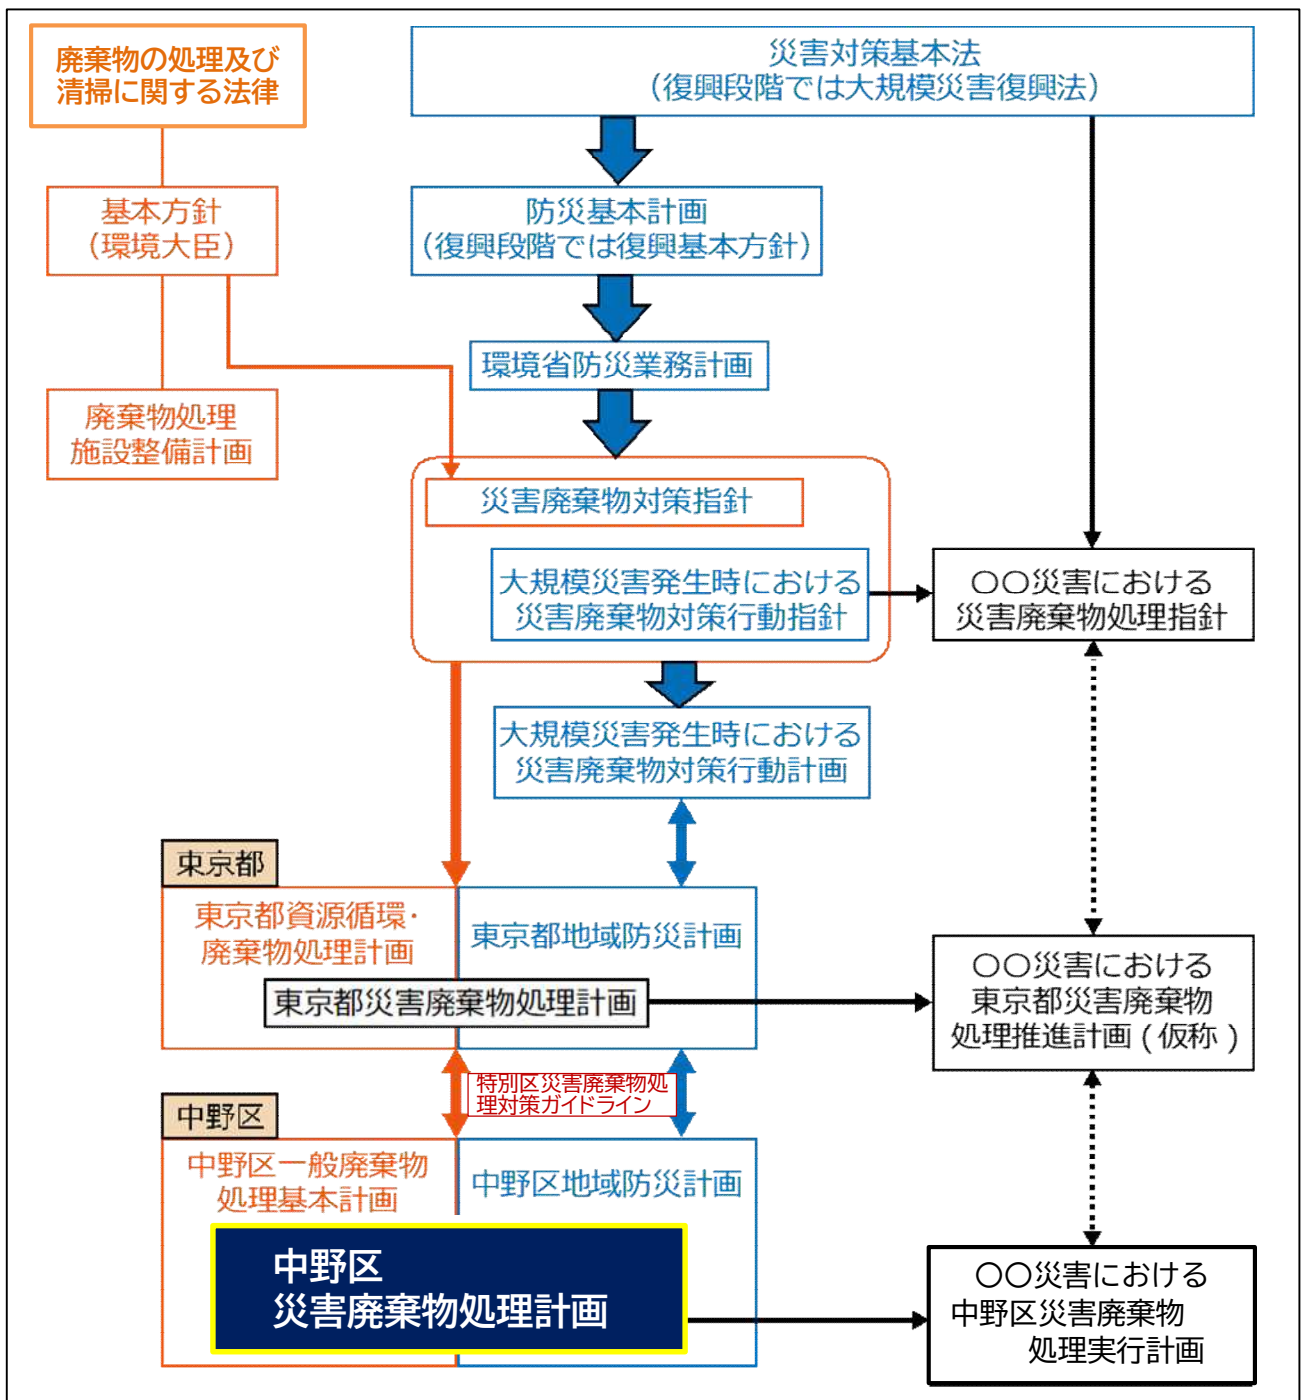 廃棄物の処理及び
清掃に関する法律
災害対策基本法
（復興段階では大規模災害復興法）
基本方針
（環境大臣）
防災基本計画
（復興段階では復興基本方針）
環境省防災業務計画
廃棄物処理
施設整備計画
災害廃棄物対策指針
大規模災害発生時における
災害廃棄物対策行動指針
〇〇災害における
災害廃棄物処理指針
大規模災害発生時における
災害廃棄物対策行動計画
東京都
東京都資源循環・
廃棄物処理計画
東京都地域防災計画
東京都災害廃棄物処理計画
〇〇災害における
東京都災害廃棄物
処理推進計画（仮称）
特別区災害廃棄物処
理対策ガイドライン
中野区
中野区一般廃棄物
処理基本計画
中野区地域防災計画
中野区
災害廃棄物処理計画
〇〇災害における
中野区災害廃棄物
処理実行計画